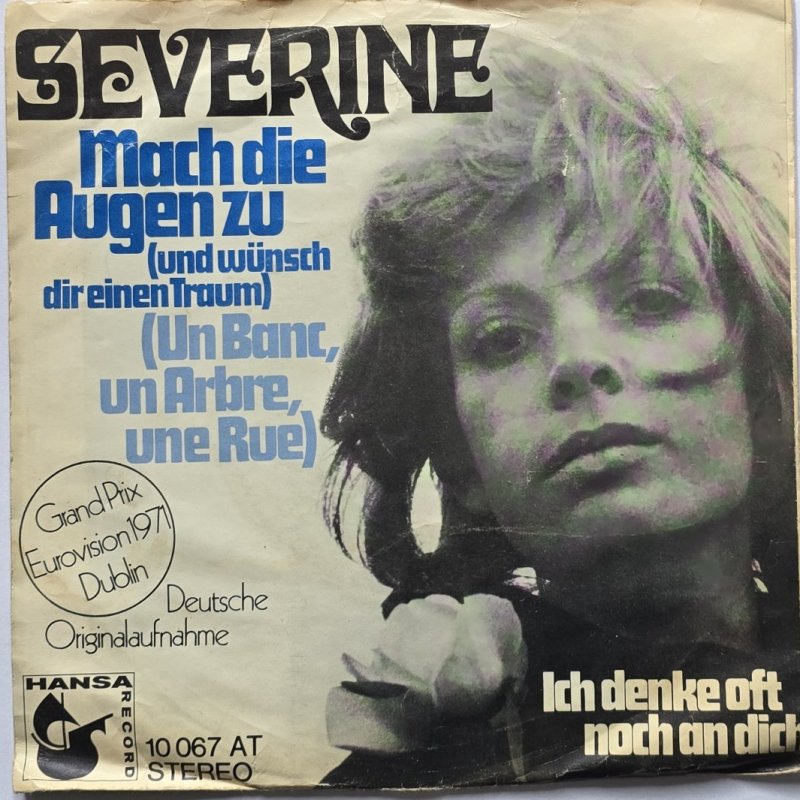 SEVERINE
Mach die
Augen zu
(und wünsch
dir einen Traum)
(Un Banc,
un Arbre,
une Rue)
Grand Prix
Eurovision 1971
Dublin
Deutsche
Originalaufnahme
HANSA
RECORD
10 067 AT
STEREO
Ich denke oft
noch an dich